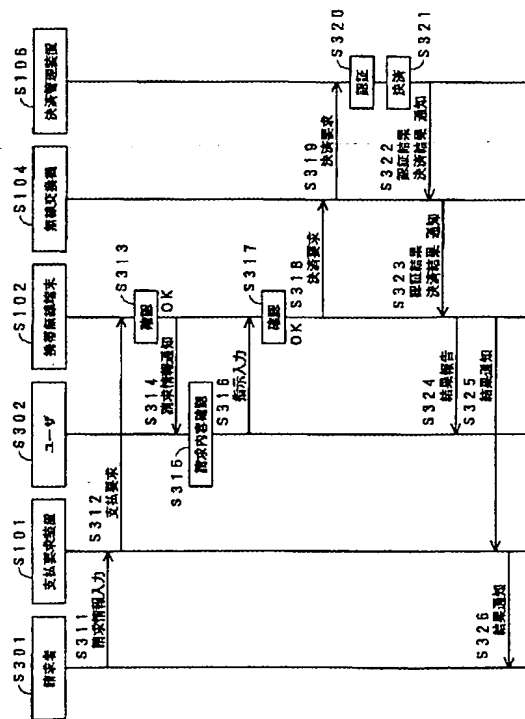 S301
請求者
S101
支払要求装置
S302
ユーザ
S102
携帯無線端末
S104
無線交換機
S106
決済管理装置
S311
請求情報入力
S312
支払要求
S313
確認
OK
S314
請求情報通知
S315
請求内容確認
S316
指示入力
S317
確認
OK
S318
決済要求
S319
決済要求
S320
認証
S321
決済
S322
認証結果
決済結果 通知
S323
認証結果
決済結果 通知
S324
結果報告
S325
結果通知
S326
結果通知